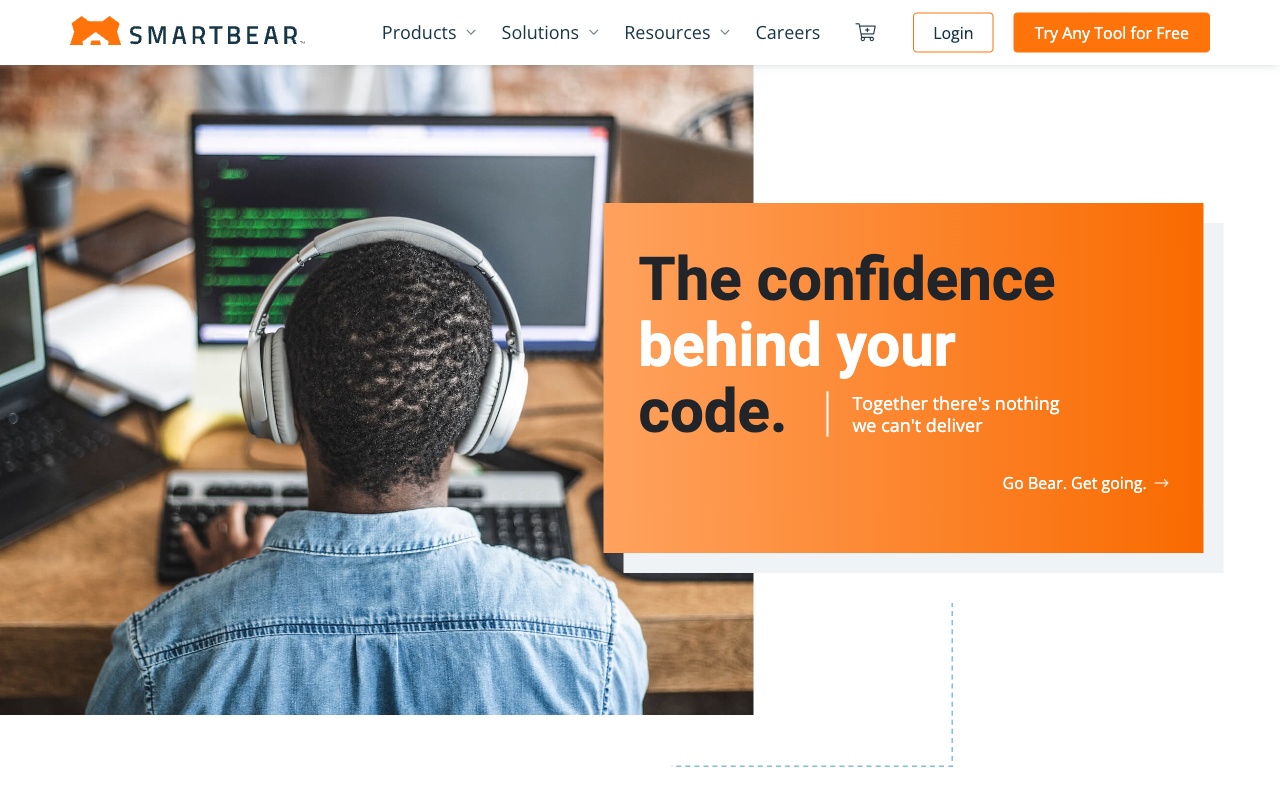 SMARTBEAR
Products
Solutions
Resources
Careers
Login
Try Any Tool for Free
The confidence
behind your
code.
Together there's nothing
we can't deliver
Go Bear. Get going. →